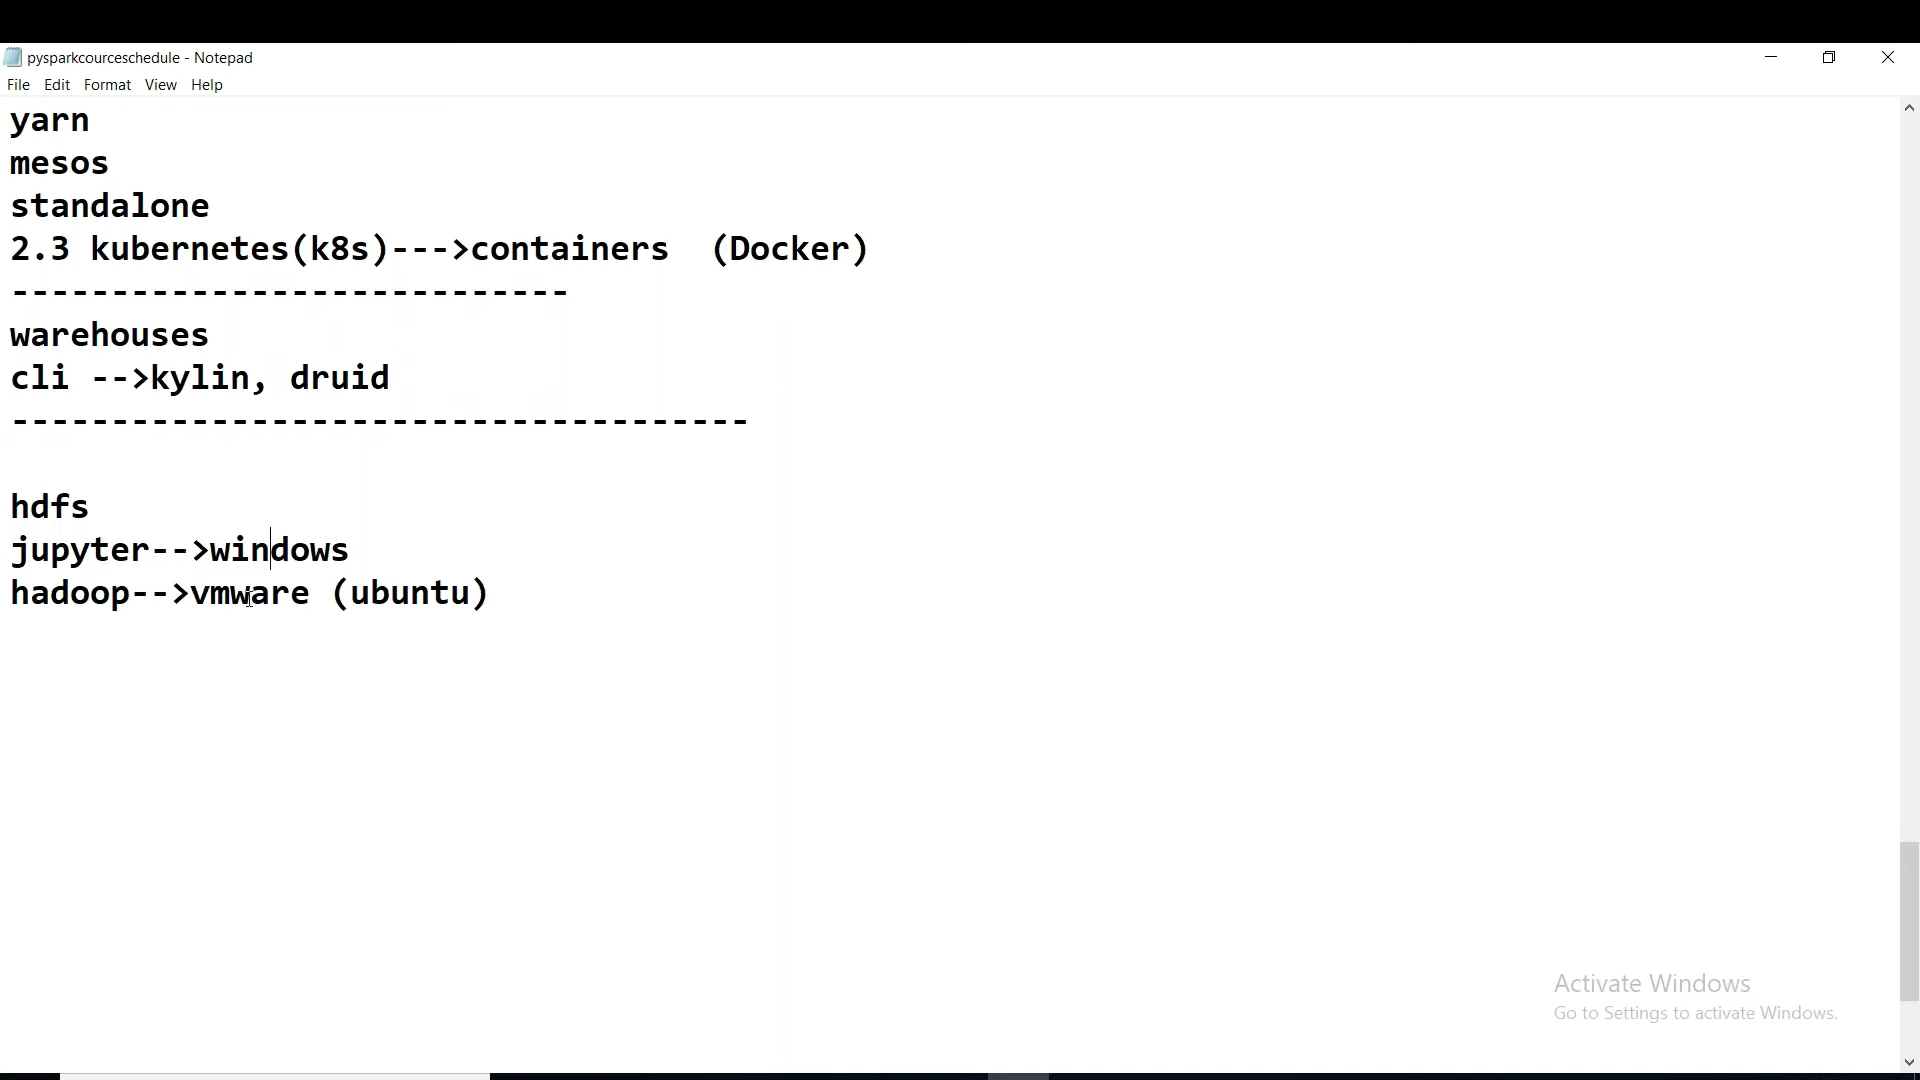 pysparkcourceschedule - Notepad
File Edit Format View Help
yarn
mesos
standalone
2.3 kubernetes(k8s)--->containers  (Docker)
----------------------------
warehouses
cli -->kylin, druid
-------------------------------------
hdfs
jupyter-->windows
hadoop-->vmware (ubuntu)
Activate Windows
Go to Settings to activate Windows.